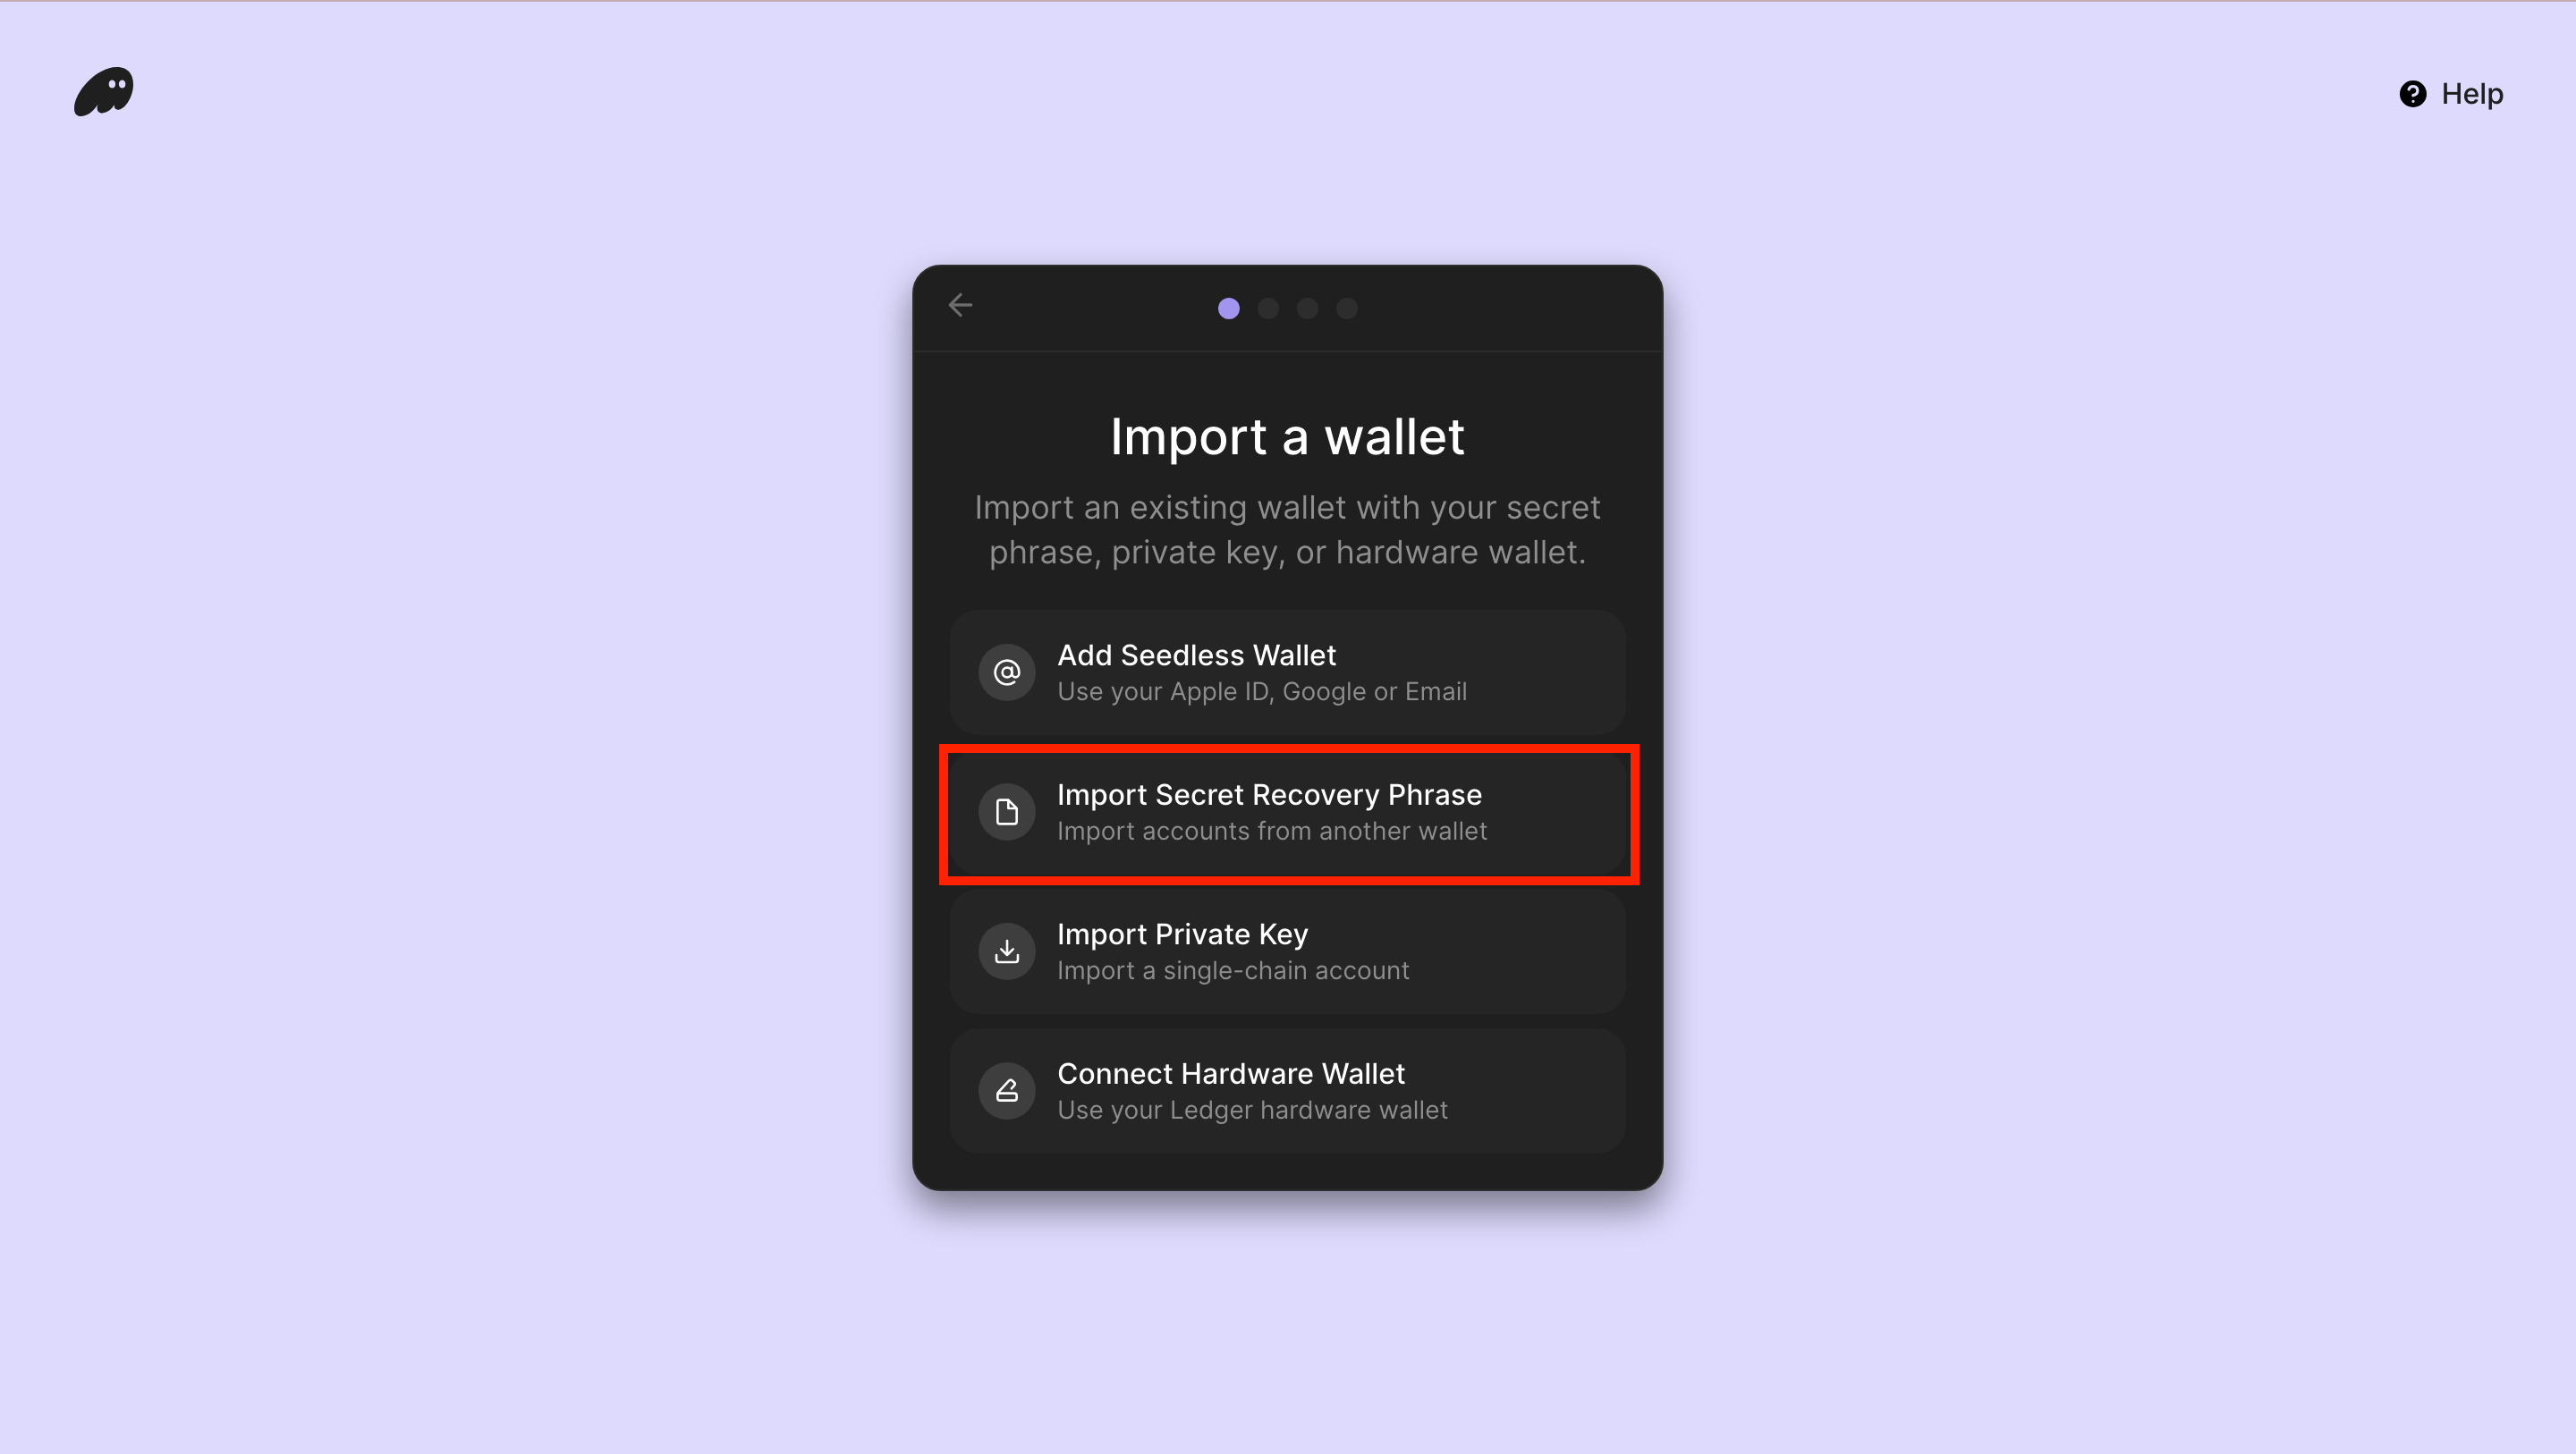 Help
Import a wallet
Import an existing wallet with your secret
phrase, private key, or hardware wallet.
Add Seedless Wallet
Use your Apple ID, Google or Email
Import Secret Recovery Phrase
Import accounts from another wallet
Import Private Key
Import a single-chain account
Connect Hardware Wallet
Use your Ledger hardware wallet